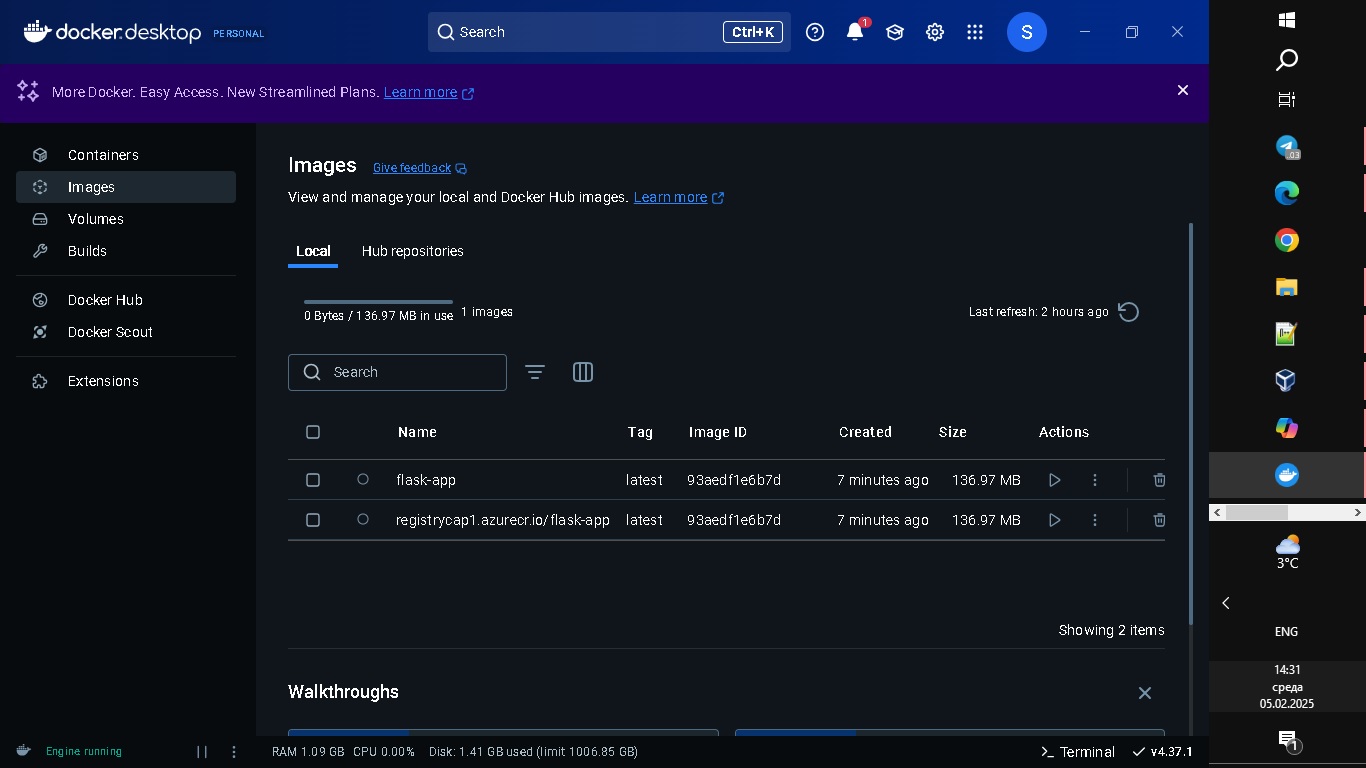 docker.desktop PERSONAL Search Ctrl+K 1 S
More Docker. Easy Access. New Streamlined Plans. Learn more
Containers
Images
Volumes
Builds
Docker Hub
Docker Scout
Extensions
Images Give feedback
View and manage your local and Docker Hub images. Learn more
Local Hub repositories
0 Bytes / 136.97 MB in use 1 images Last refresh: 2 hours ago
Search
Name Tag Image ID Created Size Actions
flask-app latest 93aedf1e6b7d 7 minutes ago 136.97 MB
registrycap1.azurecr.io/flask-app latest 93aedf1e6b7d 7 minutes ago 136.97 MB
Showing 2 items
Walkthroughs
Engine running RAM 1.09 GB CPU 0.00% Disk: 1.41 GB used (limit 1006.85 GB) Terminal v4.37.1
.03
3°C
ENG
14:31
среда
05.02.2025
1